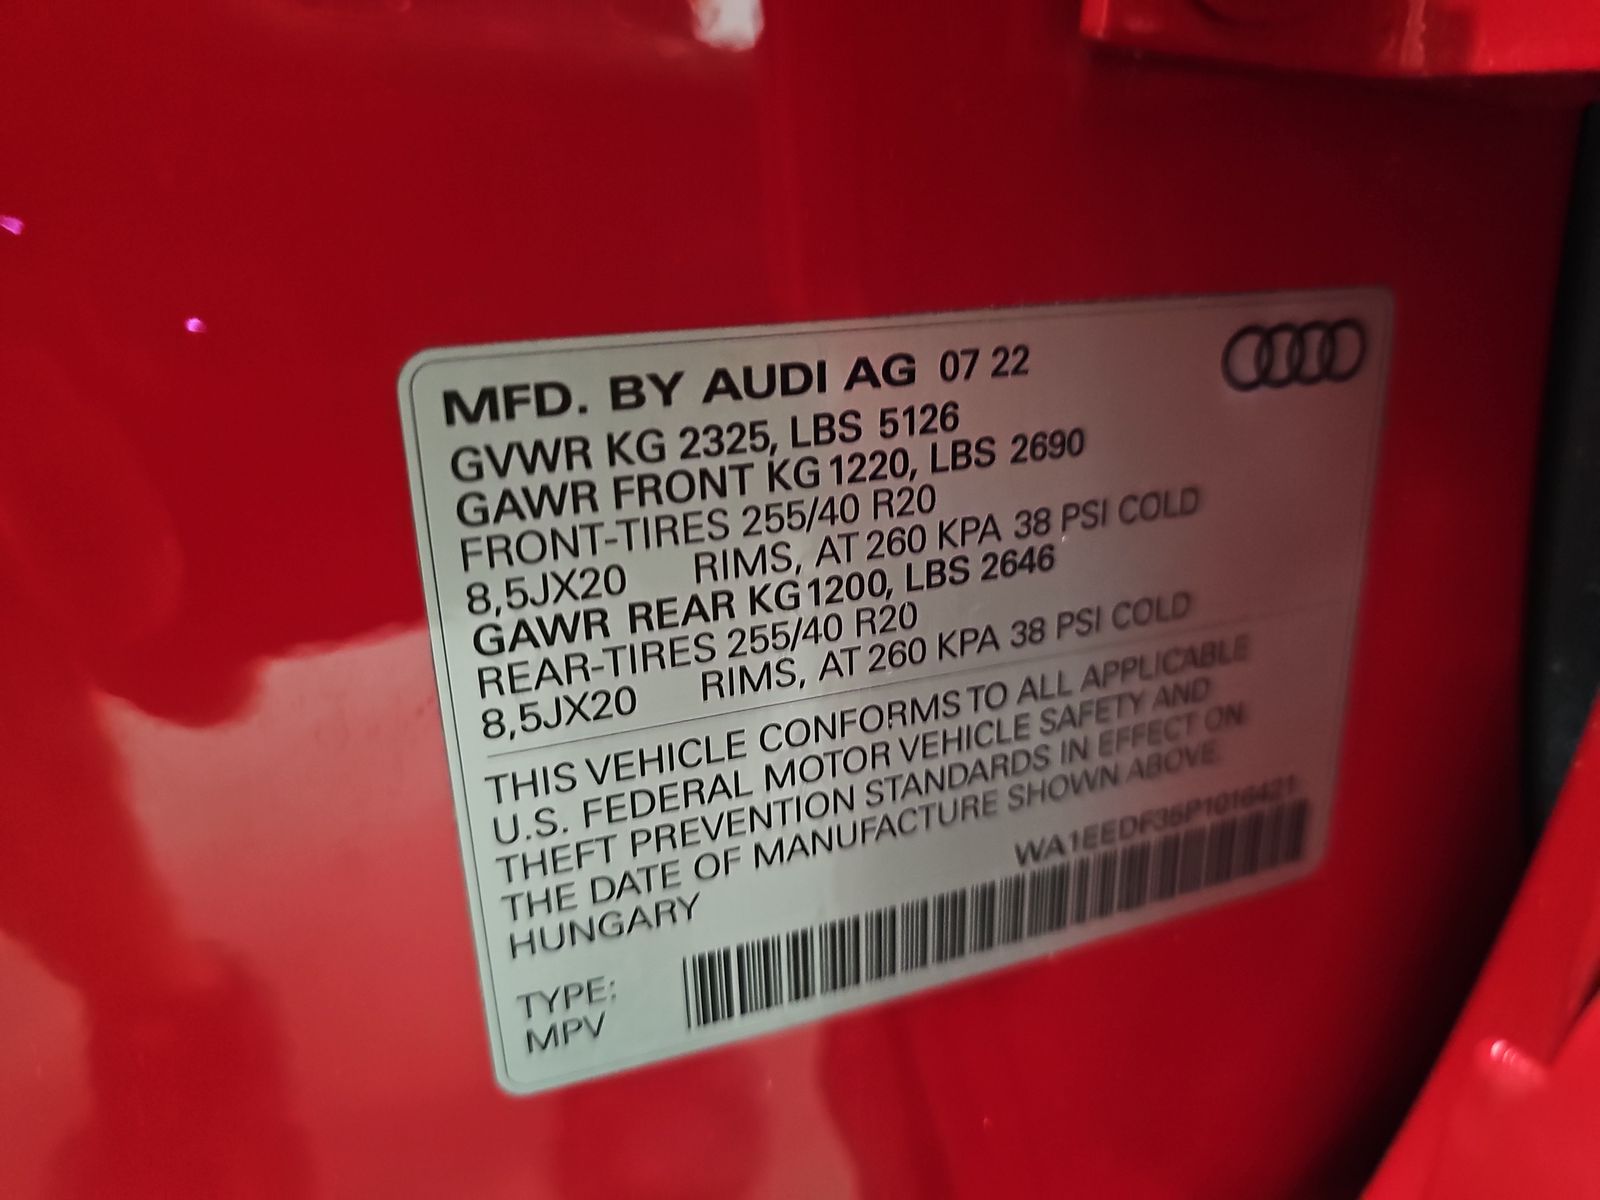 MFD. BY AUDI AG 07 22
GVWR KG 2325, LBS 5126
GAWR FRONT KG 1220, LBS 2690
FRONT-TIRES 255/40 R20
8,5JX20 RIMS, AT 260 KPA 38 PSI COLD
GAWR REAR KG 1200, LBS 2646
REAR-TIRES 255/40 R20
8,5JX20 RIMS, AT 260 KPA 38 PSI COLD
THIS VEHICLE CONFORMS TO ALL APPLICABLE
U.S. FEDERAL MOTOR VEHICLE SAFETY AND
THEFT PREVENTION STANDARDS IN EFFECT ON
THE DATE OF MANUFACTURE SHOWN ABOVE.
HUNGARY
TYPE:
MPV